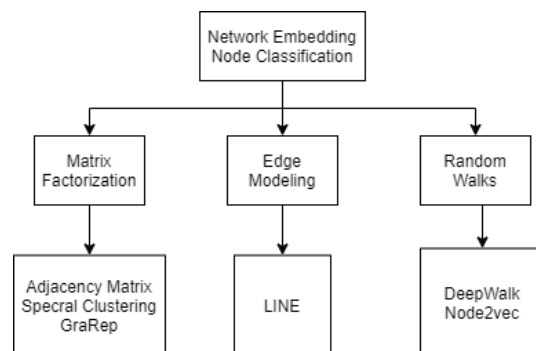 Network Embedding
Node Classification
Matrix
Factorization
Edge
Modeling
Random
Walks
Adjacency Matrix
Specral Clustering
GraRep
LINE
DeepWalk
Node2vec